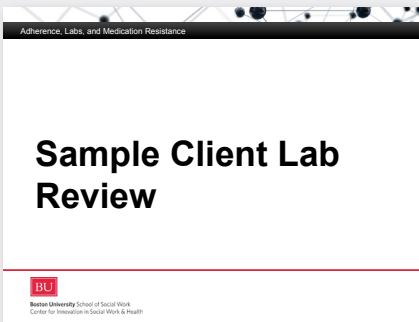 Adherence, Labs, and Medication Resistance
Sample Client Lab
Review
BU
Boston University School of Social Work
Center for Innovation in Social Work & Health